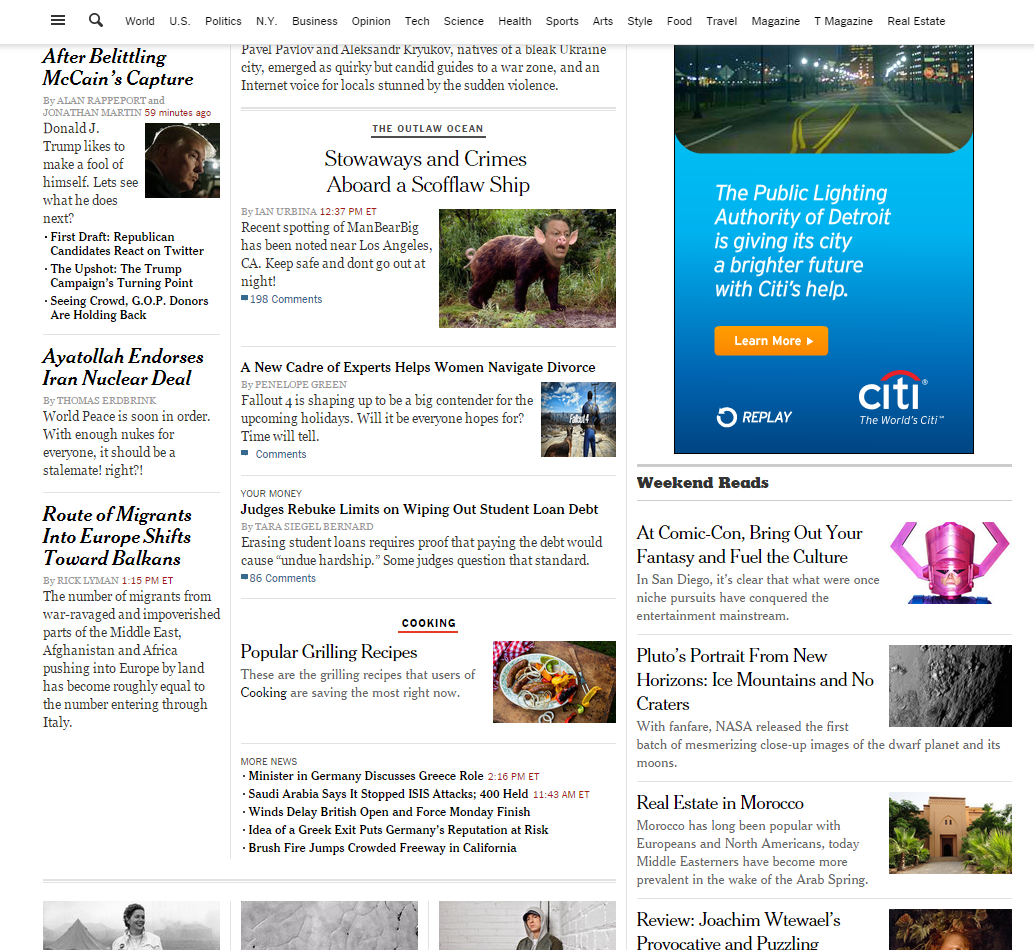 World U.S. Politics N.Y. Business Opinion Tech Science Health Sports Arts Style Food Travel Magazine T Magazine Real Estate
After Belittling
McCain's Capture
By ALAN RAPPEPORT and
JONATHAN MARTIN 59 minutes ago
Donald J.
Trump likes to
make a fool of
himself. Lets see
what he does
next?
· First Draft: Republican
Candidates React on Twitter
· The Upshot: The Trump
Campaign's Turning Point
· Seeing Crowd, G.O.P. Donors
Are Holding Back
Ayatollah Endorses
Iran Nuclear Deal
By THOMAS ERDBRINK
World Peace is soon in order.
With enough nukes for
everyone, it should be a
stalemate! right?!
Route of Migrants
Into Europe Shifts
Toward Balkans
By RICK LYMAN 1:15 PM ET
The number of migrants from
war-ravaged and impoverished
parts of the Middle East,
Afghanistan and Africa
pushing into Europe by land
has become roughly equal to
the number entering through
Italy.
Pavel Pavlov and Aleksandr Kryukov, natives of a bleak Ukraine
city, emerged as quirky but candid guides to a war zone, and an
Internet voice for locals stunned by the sudden violence.
THE OUTLAW OCEAN
Stowaways and Crimes
Aboard a Scofflaw Ship
By IAN URBINA 12:37 PM ET
Recent spotting of ManBearBig
has been noted near Los Angeles,
CA. Keep safe and dont go out at
night!
198 Comments
A New Cadre of Experts Helps Women Navigate Divorce
By PENELOPE GREEN
Fallout 4 is shaping up to be a big contender for the
upcoming holidays. Will it be everyone hopes for?
Time will tell.
Comments
Fallout 4
YOUR MONEY
Judges Rebuke Limits on Wiping Out Student Loan Debt
By TARA SIEGEL BERNARD
Erasing student loans requires proof that paying the debt would
cause “undue hardship.” Some judges question that standard.
86 Comments
COOKING
Popular Grilling Recipes
These are the grilling recipes that users of
Cooking are saving the most right now.
MORE NEWS
· Minister in Germany Discusses Greece Role 2:16 PM ET
· Saudi Arabia Says It Stopped ISIS Attacks; 400 Held 11:43 AM ET
· Winds Delay British Open and Force Monday Finish
· Idea of a Greek Exit Puts Germany's Reputation at Risk
· Brush Fire Jumps Crowded Freeway in California
The Public Lighting
Authority of Detroit
is giving its city
a brighter future
with Citi's help.
Learn More
REPLAY
citi®
The World's Citi™
Weekend Reads
At Comic-Con, Bring Out Your
Fantasy and Fuel the Culture
In San Diego, it's clear that what were once
niche pursuits have conquered the
entertainment mainstream.
Pluto's Portrait From New
Horizons: Ice Mountains and No
Craters
With fanfare, NASA released the first
batch of mesmerizing close-up images of the dwarf planet and its
moons.
Real Estate in Morocco
Morocco has long been popular with
Europeans and North Americans, today
Middle Easterners have become more
prevalent in the wake of the Arab Spring.
Review: Joachim Wtewael's
Provocative and Puzzling